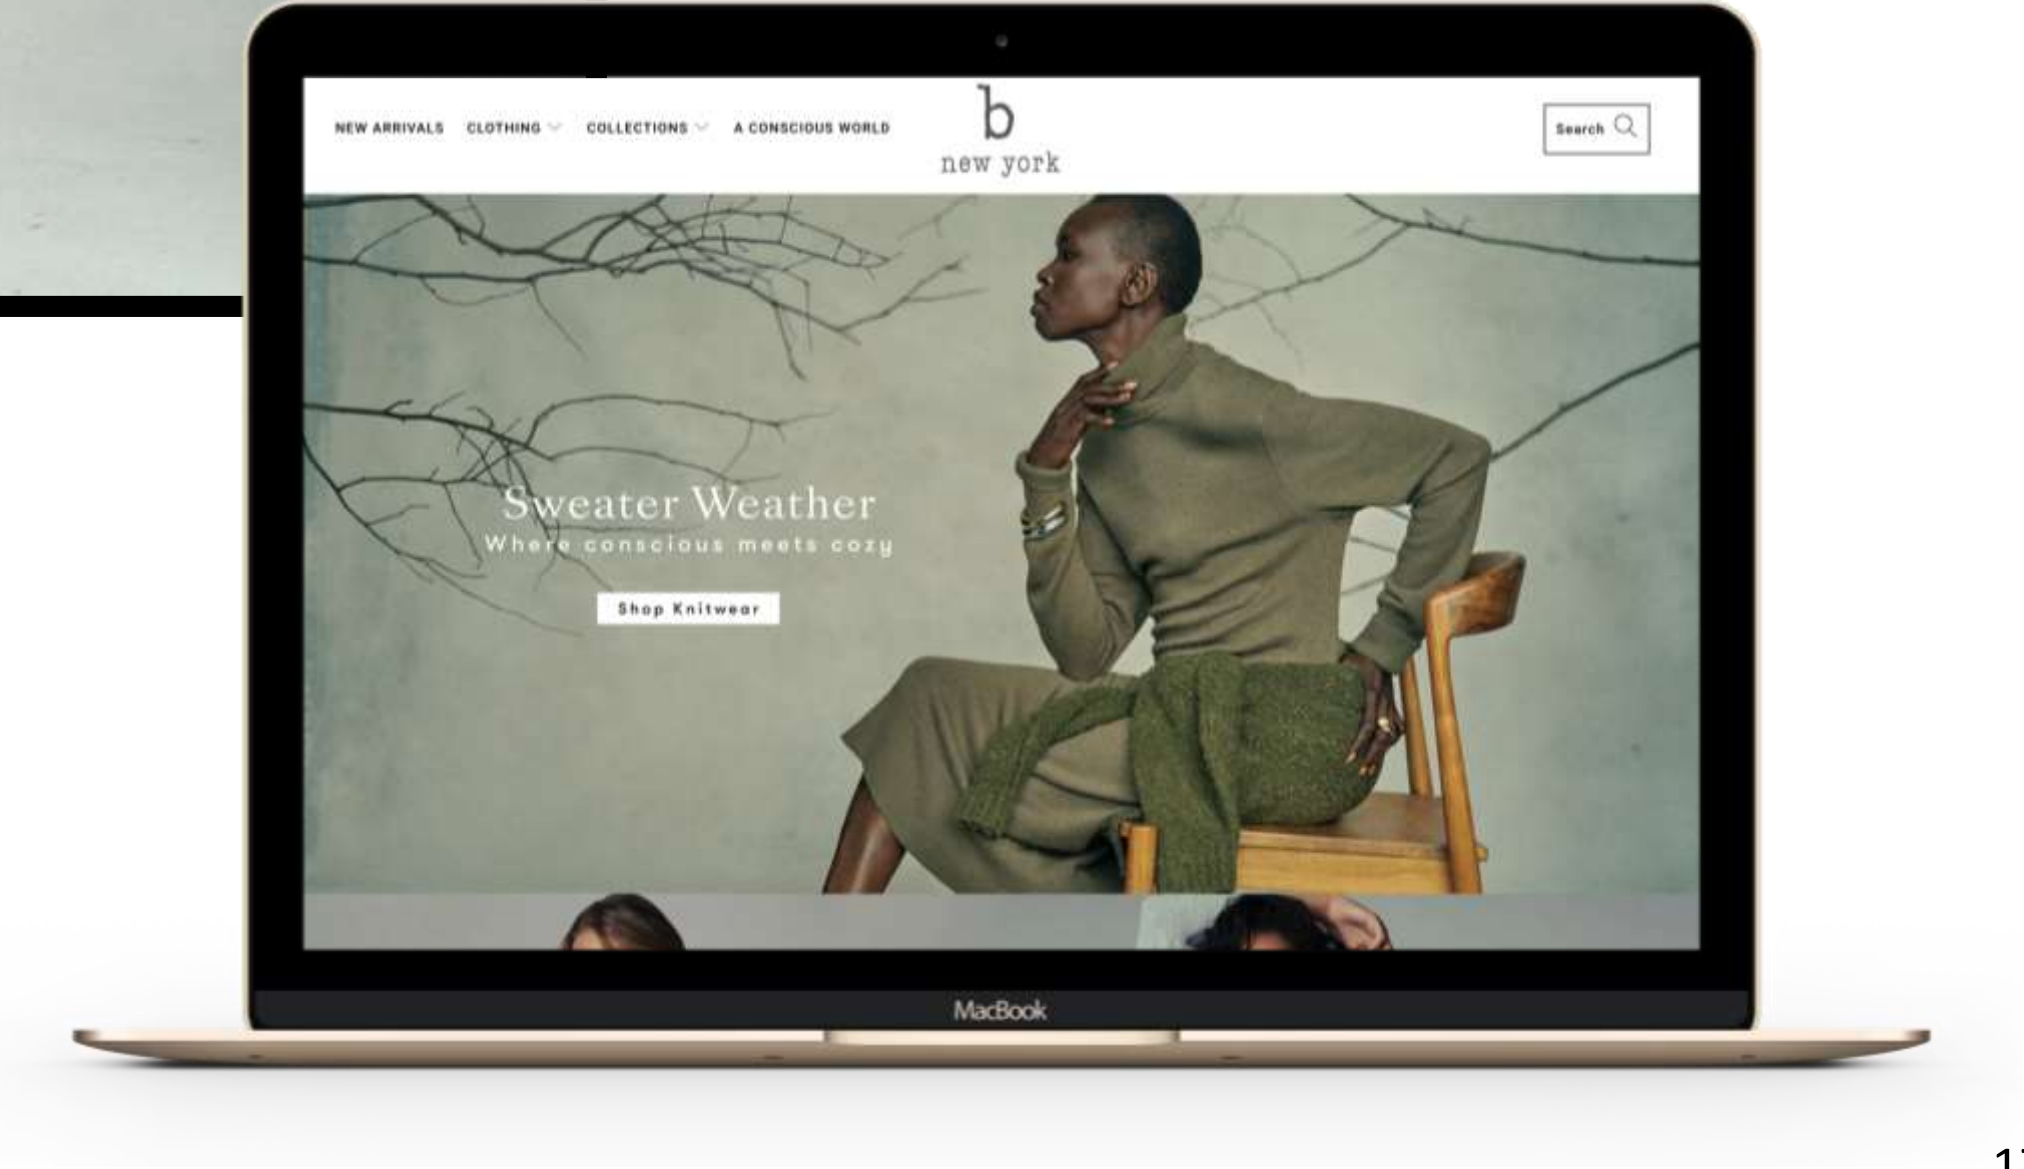 NEW ARRIVALS CLOTHING COLLECTIONS A CONSCIOUS WORLD
b
new york
Search
Sweater Weather
Where conscious meets cozy
Shop Knitwear
MacBook